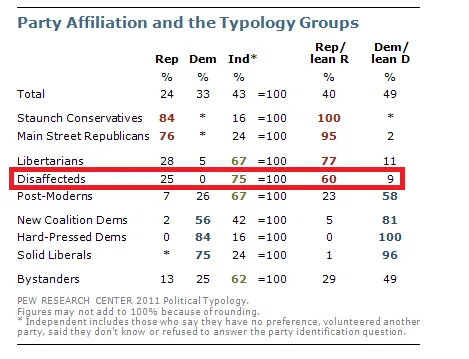 Party Affiliation and the Typology Groups
Rep/ Dem/
Rep Dem Ind* lean R lean D
% % % % %
Total 24 33 43 =100 40 49
Staunch Conservatives 84 * 16 =100 100 *
Main Street Republicans 76 * 24 =100 95 2
Libertarians 28 5 67 =100 77 11
Disaffecteds 25 0 75 =100 60 9
Post-Moderns 7 26 67 =100 23 58
New Coalition Dems 2 56 42 =100 5 81
Hard-Pressed Dems 0 84 16 =100 0 100
Solid Liberals * 75 24 =100 1 96
Bystanders 13 25 62 =100 29 49
PEW RESEARCH CENTER 2011 Political Typology.
Figures may not add to 100% because of rounding.
* Independent includes those who say they have no preference, volunteered another
party, said they don't know or refused to answer the party identification question.